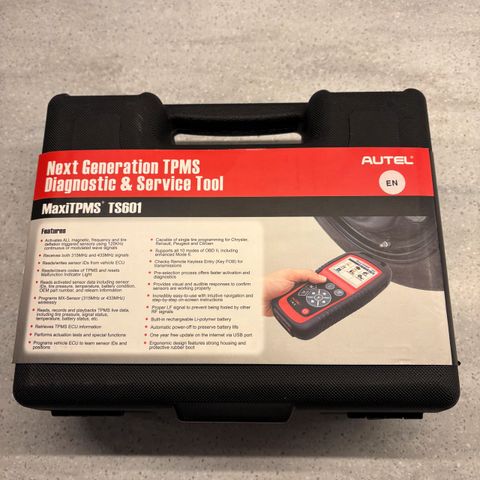 Next Generation TPMS
Diagnostic & Service Tool
AUTEL
EN
MaxiTPMS® TS601
Features
Activates ALL magnetic, frequency and tire
deflation triggered sensors using 125KHz
continuous or modulated wave signals
Receives both 315MHz and 433MHz signals
Reads/writes sensor IDs from vehicle ECU
Reads/clears codes of TPMS and resets
Malfunction Indicator Light
Reads activated sensor data including sensor
IDs, tire pressure, temperature, battery condition,
OEM part number, and relearn information
Programs MX-Sensor (315MHz or 433MHz)
wirelessly
Reads, records and playbacks TPMS live data,
including tire pressure, signal status,
temperature, battery status, etc.
Retrieves TPMS ECU information
Performs actuation tests and special functions
Programs vehicle ECU to learn sensor IDs and
positions
Capable of single tire programming for Chrysler,
Renault, Peugeot and Citroen
Supports all 10 modes of OBD II, including
enhanced Mode 6.
Checks Remote Keyless Entry (Key FOB) for
transmissions
Pre-selection process offers faster activation and
diagnostics
Provides visual and audible responses to confirm
sensors are working properly
Incredibly easy-to-use with intuitive navigation and
step-by-step on-screen instructions
Proper LF signal to prevent being fooled by other
RF signals
Built-in rechargeable Li-polymer battery
Automatic power-off to preserve battery life
One year free update on the internet via USB port
Ergonomic design features strong housing and
protective rubber boot